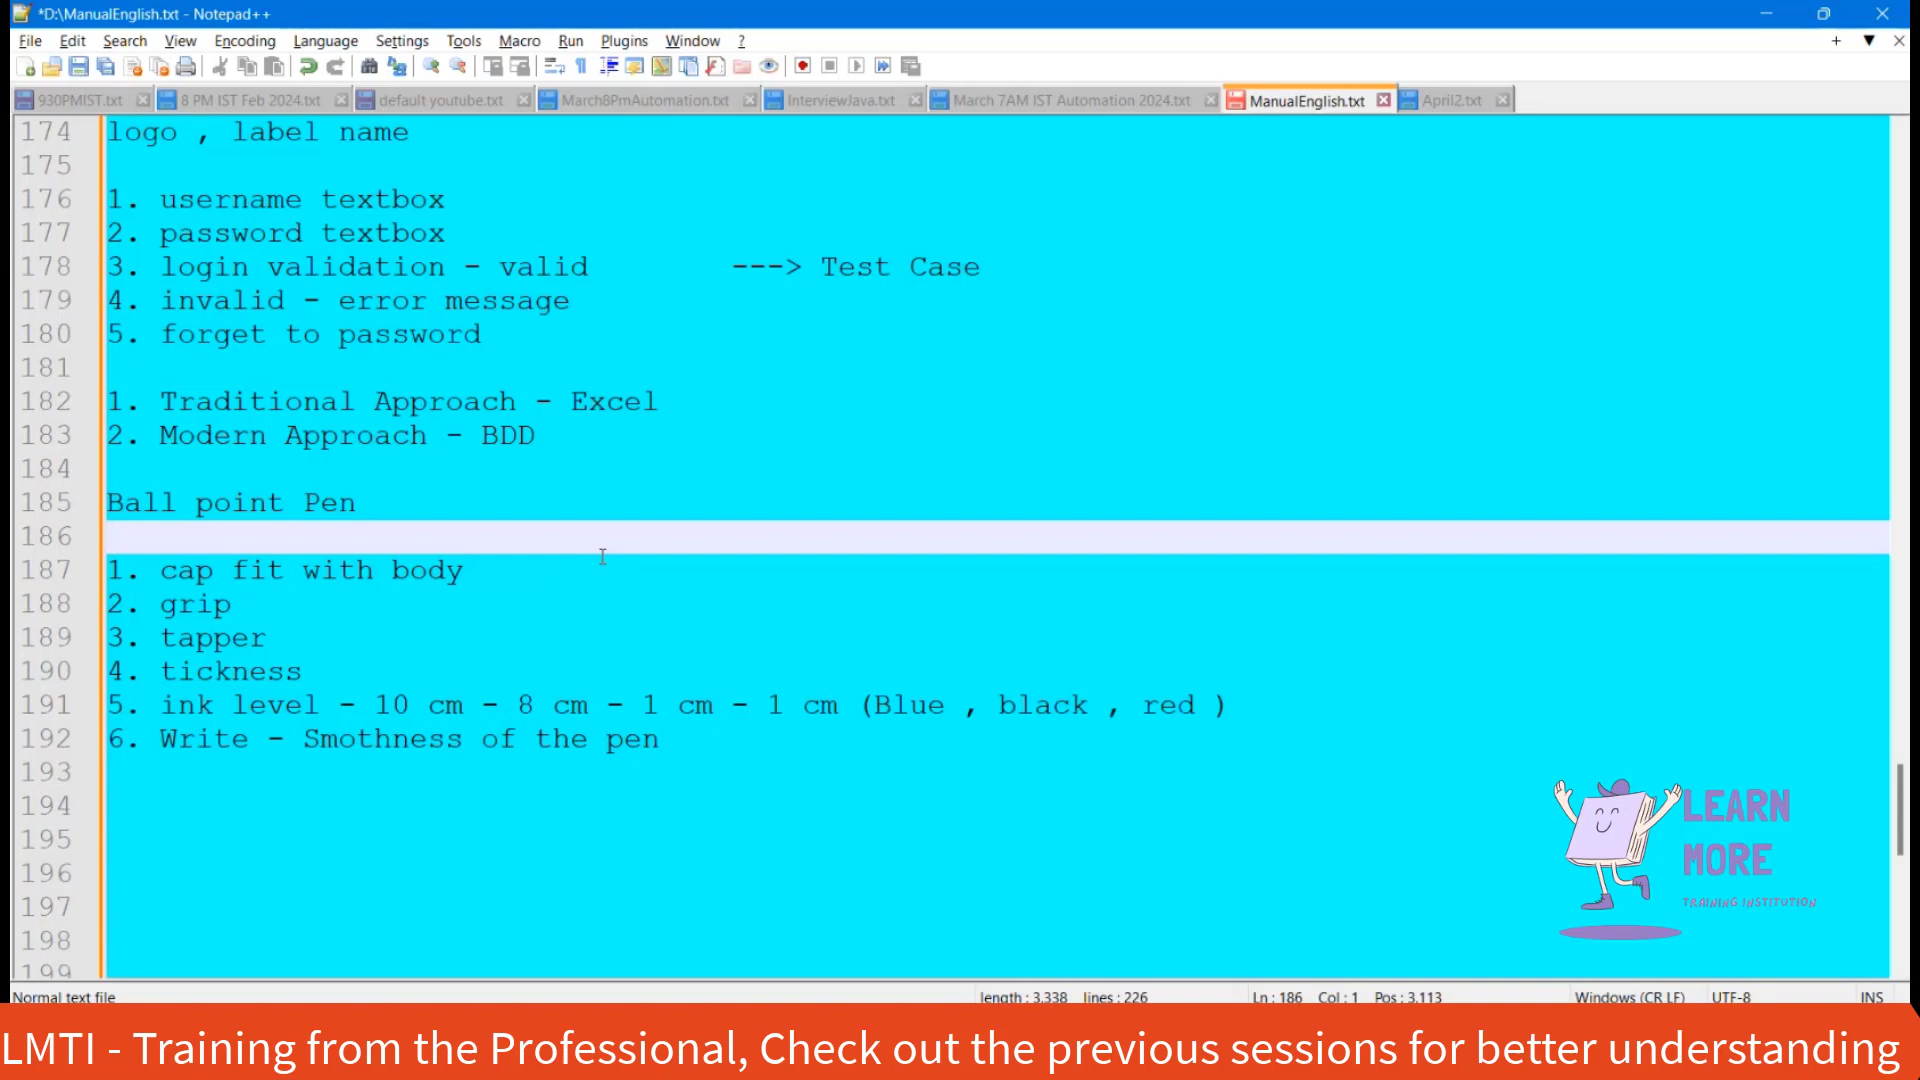 *D:\ManualEnglish.txt - Notepad++
File Edit Search View Encoding Language Settings Tools Macro Run Plugins Window ?
930PMIST.txt 8 PM IST Feb 2024.txt default youtube.txt March8PmAutomation.txt InterviewJava.txt March 7AM IST Automation 2024.txt ManualEnglish.txt April2.txt
174 logo , label name
175
176 1. username textbox
177 2. password textbox
178 3. login validation - valid ---> Test Case
179 4. invalid - error message
180 5. forget to password
181
182 1. Traditional Approach - Excel
183 2. Modern Approach - BDD
184
185 Ball point Pen
186
187 1. cap fit with body
188 2. grip
189 3. tapper
190 4. tickness
191 5. ink level - 10 cm - 8 cm - 1 cm - 1 cm (Blue , black , red )
192 6. Write - Smothness of the pen
193
194
195
196
197
198
199
LEARN
MORE
TRAINING INSTITUTION
Normal text file length : 3,338 lines : 226 Ln : 186 Col : 1 Pos : 3,113 Windows (CR LF) UTF-8 INS
LMTI - Training from the Professional, Check out the previous sessions for better understanding